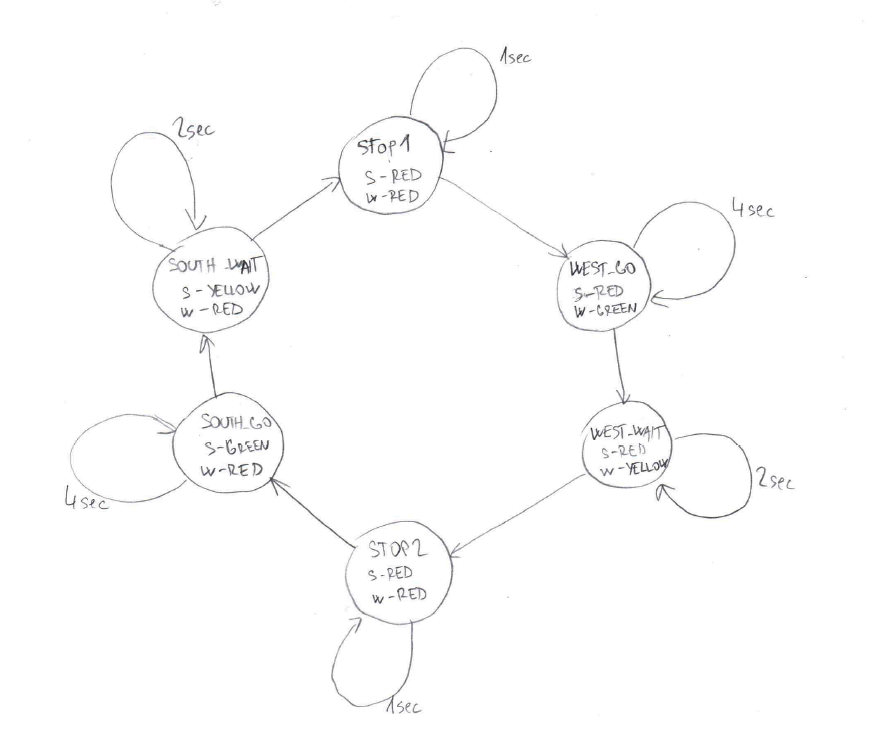 1sec
Stop1
S-RED
W-RED
2sec
SOUTH_WAIT
S-YELLOW
W-RED
4sec
WEST_GO
S-RED
W-GREEN
SOUTH_GO
S-GREEN
W-RED
4sec
WEST_WAIT
S-RED
W-YELLOW
2sec
STOP2
S-RED
W-RED
1sec